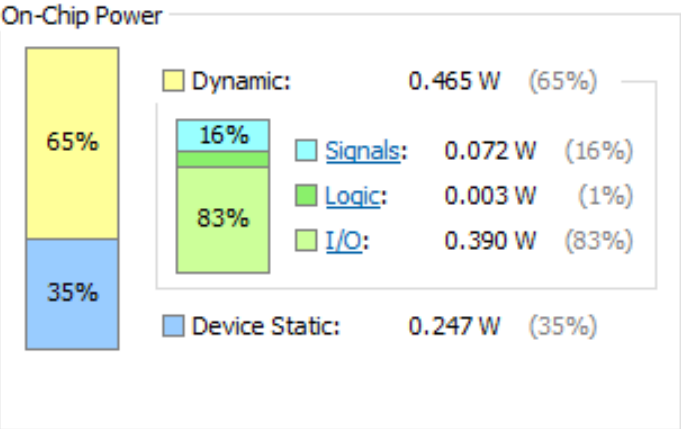 On-Chip Power
65%
35%
Dynamic: 0.465 W (65%)
16%
83%
Signals: 0.072 W (16%)
Logic: 0.003 W (1%)
I/O: 0.390 W (83%)
Device Static: 0.247 W (35%)